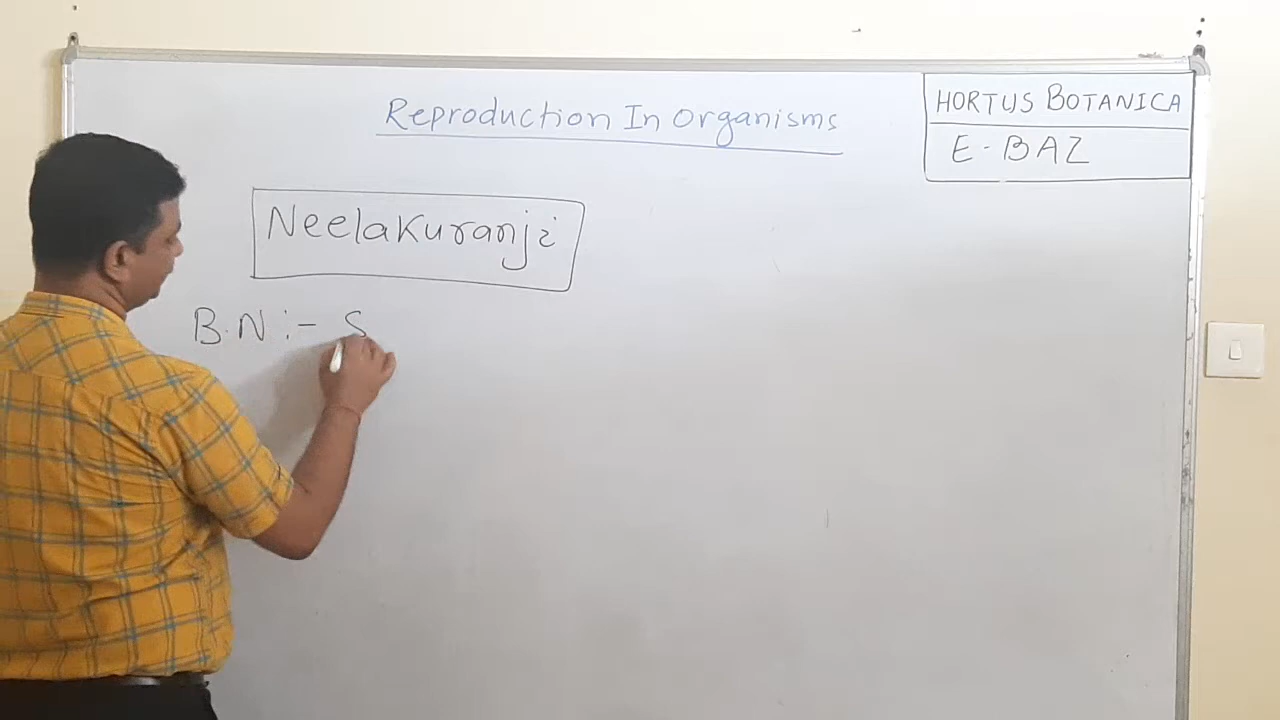 Reproduction In Organisms
HORTUS BOTANICA
E-BAZ
Neelakuranji
B.N :- S